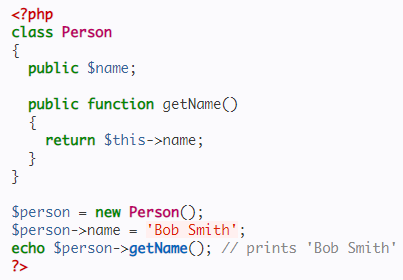 <?php
class Person
{
  public $name;

  public function getName()
  {
    return $this->name;
  }
}

$person = new Person();
$person->name = 'Bob Smith';
echo $person->getName(); // prints 'Bob Smith'
?>